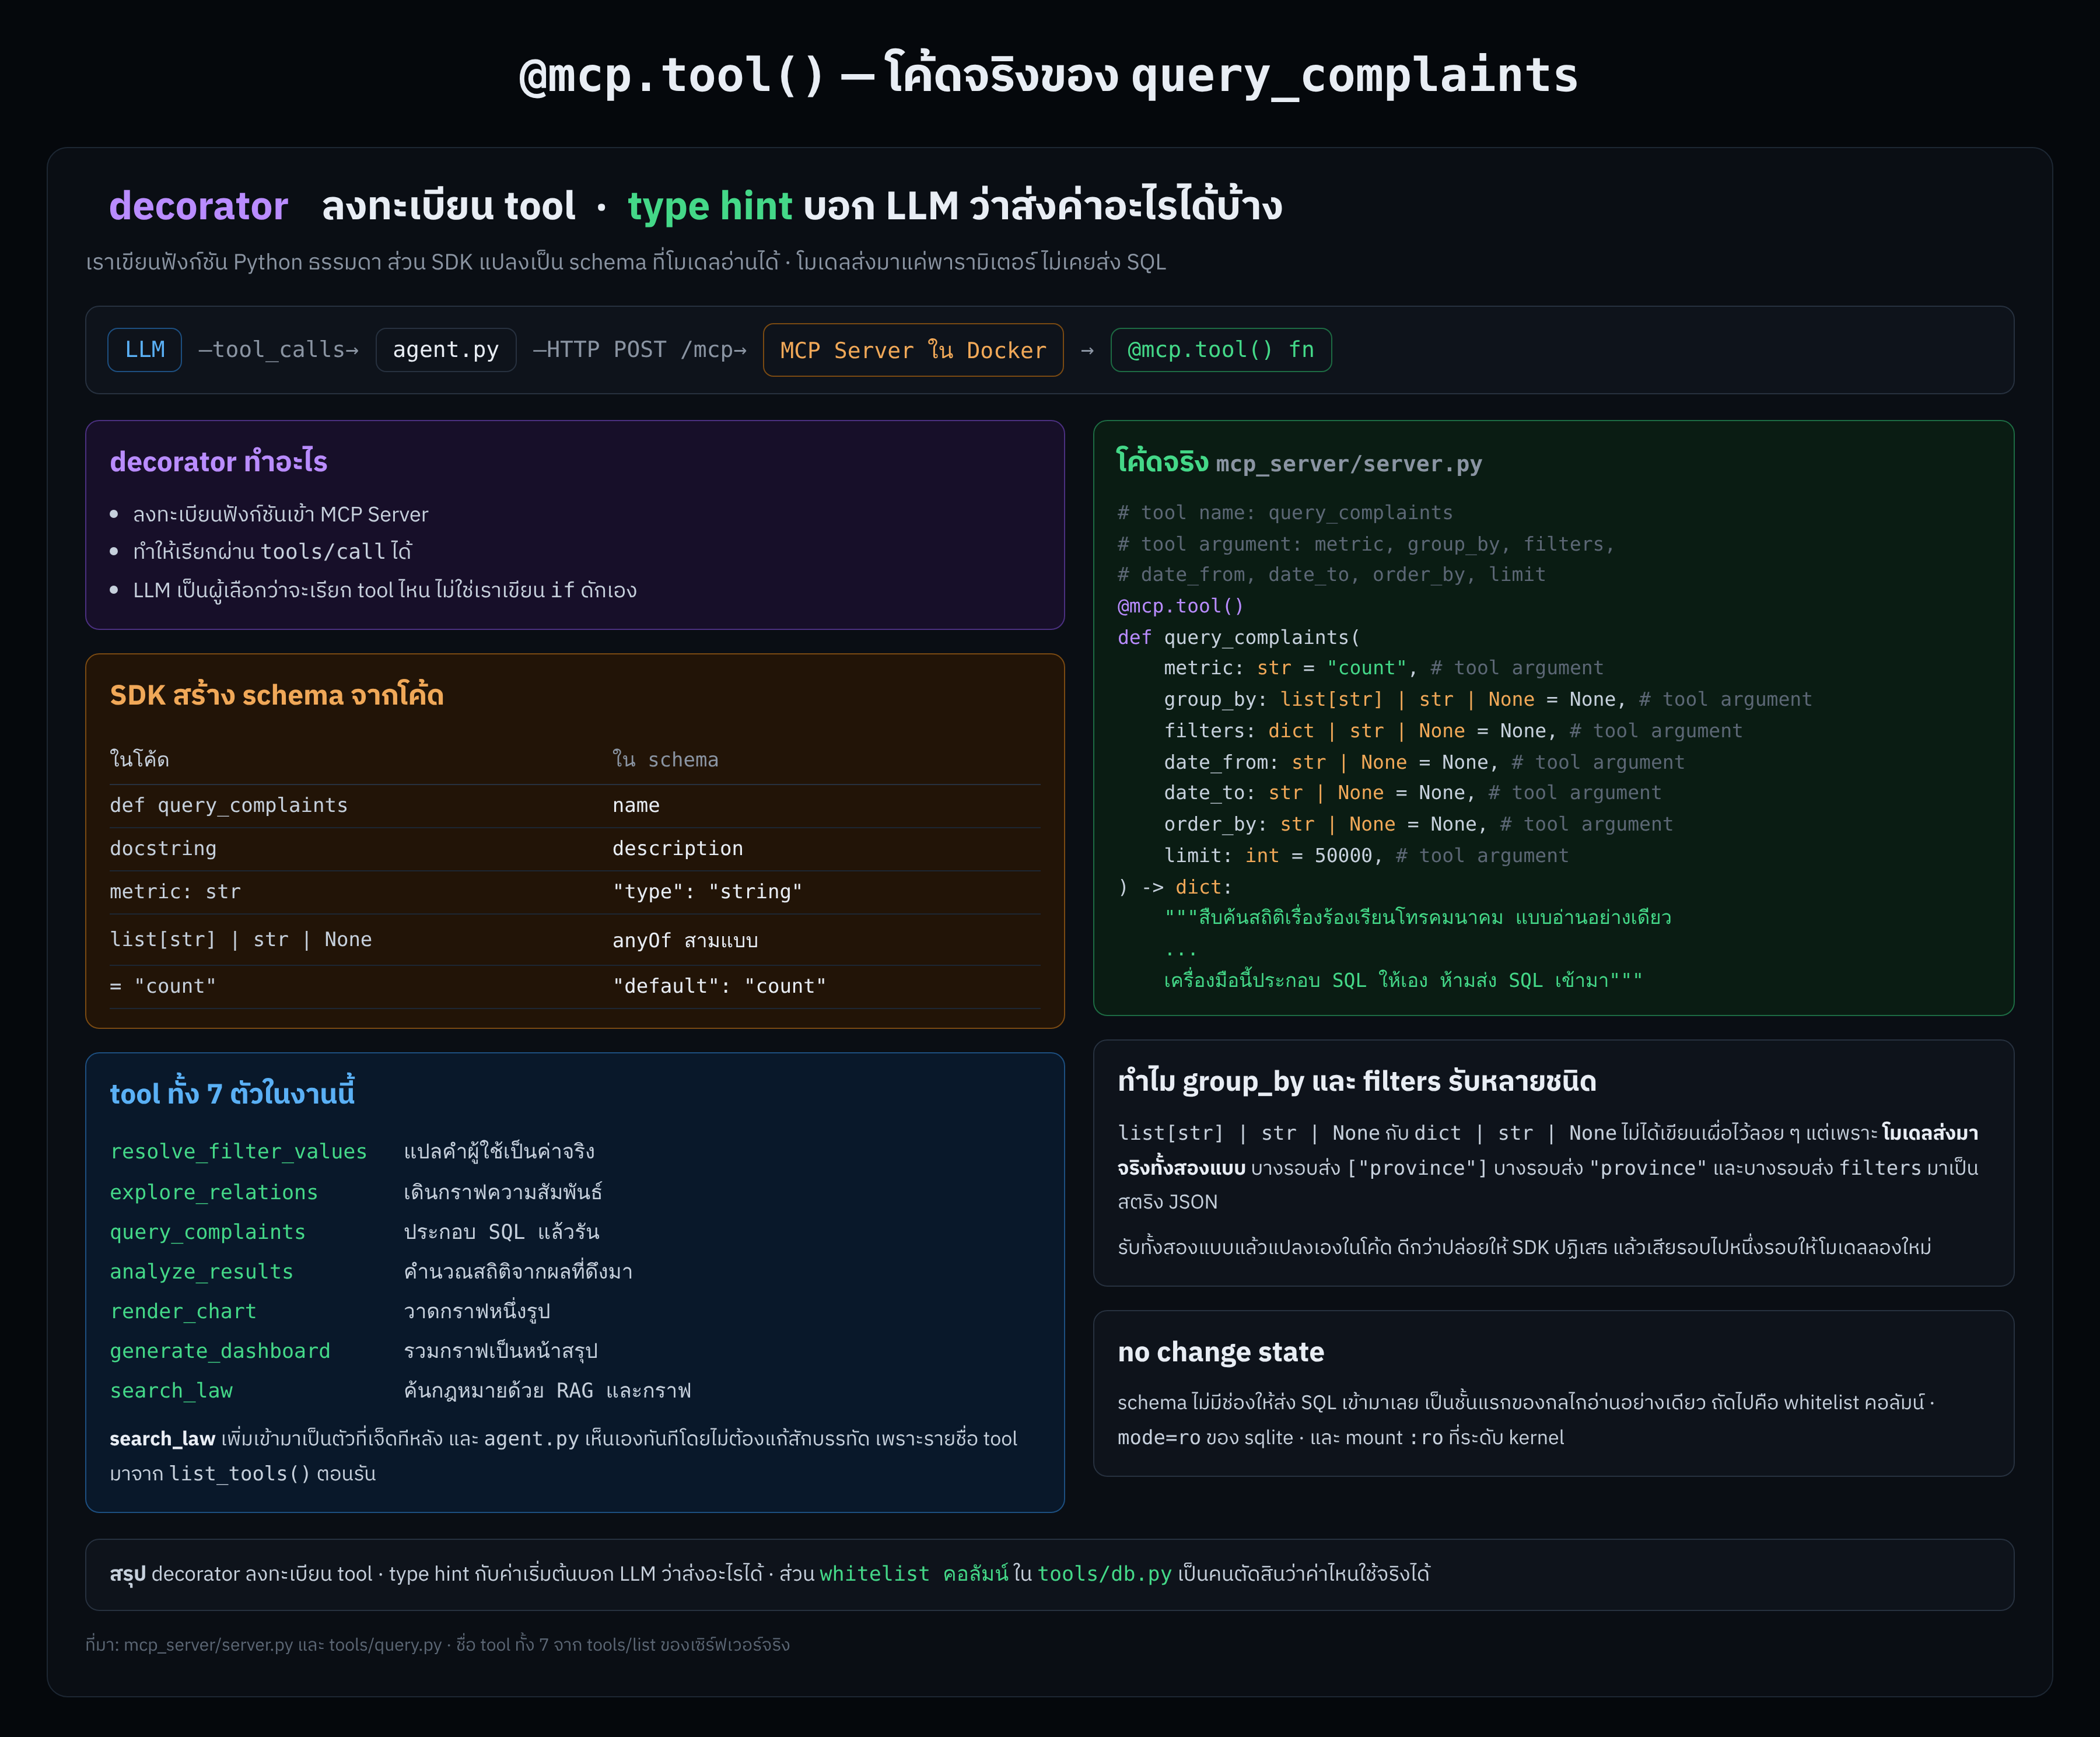 @mcp.tool() — โค้ดจริงของ query_complaints
decorator ลงทะเบียน tool · type hint บอก LLM ว่าส่งค่าอะไรได้บ้าง
เราเขียนฟังก์ชัน Python ธรรมดา ส่วน SDK แปลงเป็น schema ที่โมเดลอ่านได้ · โมเดลส่งมาแค่พารามิเตอร์ ไม่เคยส่ง SQL
LLM —tool_calls→ agent.py —HTTP POST /mcp→ MCP Server ใน Docker → @mcp.tool() fn
decorator ทำอะไร
• ลงทะเบียนฟังก์ชันเข้า MCP Server
• ทำให้เรียกผ่าน tools/call ได้
• LLM เป็นผู้เลือกว่าจะเรียก tool ไหน ไม่ใช่เราเขียน if ดักเอง
SDK สร้าง schema จากโค้ด
ในโค้ด ใน schema
def query_complaints name
docstring description
metric: str "type": "string"
list[str] | str | None anyOf สามแบบ
= "count" "default": "count"
tool ทั้ง 7 ตัวในงานนี้
resolve_filter_values แปลคำผู้ใช้เป็นค่าจริง
explore_relations เดินกราฟความสัมพันธ์
query_complaints ประกอบ SQL แล้วรัน
analyze_results คำนวณสถิติจากผลที่ดึงมา
render_chart วาดกราฟหนึ่งรูป
generate_dashboard รวมกราฟเป็นหน้าสรุป
search_law ค้นกฎหมายด้วย RAG และกราฟ
search_law เพิ่มเข้ามาเป็นตัวที่เจ็ดทีหลัง และ agent.py เห็นเองทันทีโดยไม่ต้องแก้สักบรรทัด เพราะรายชื่อ tool
มาจาก list_tools() ตอนรัน
โค้ดจริง mcp_server/server.py
# tool name: query_complaints
# tool argument: metric, group_by, filters,
# date_from, date_to, order_by, limit
@mcp.tool()
def query_complaints(
metric: str = "count", # tool argument
group_by: list[str] | str | None = None, # tool argument
filters: dict | str | None = None, # tool argument
date_from: str | None = None, # tool argument
date_to: str | None = None, # tool argument
order_by: str | None = None, # tool argument
limit: int = 50000, # tool argument
) -> dict:
"""สืบค้นสถิติเรื่องร้องเรียนโทรคมนาคม แบบอ่านอย่างเดียว
...
เครื่องมือนี้ประกอบ SQL ให้เอง ห้ามส่ง SQL เข้ามา"""
ทำไม group_by และ filters รับหลายชนิด
list[str] | str | None กับ dict | str | None ไม่ได้เขียนเผื่อไว้ลอย ๆ แต่เพราะ โมเดลส่งมา
จริงทั้งสองแบบ บางรอบส่ง ["province"] บางรอบส่ง "province" และบางรอบส่ง filters มาเป็น
สตริง JSON
รับทั้งสองแบบแล้วแปลงเองในโค้ด ดีกว่าปล่อยให้ SDK ปฏิเสธ แล้วเสียรอบไปหนึ่งรอบให้โมเดลลองใหม่
no change state
schema ไม่มีช่องให้ส่ง SQL เข้ามาเลย เป็นชั้นแรกของกลไกอ่านอย่างเดียว ถัดไปคือ whitelist คอลัมน์ ·
mode=ro ของ sqlite · และ mount :ro ที่ระดับ kernel
สรุป decorator ลงทะเบียน tool · type hint กับค่าเริ่มต้นบอก LLM ว่าส่งอะไรได้ · ส่วน whitelist คอลัมน์ ใน tools/db.py เป็นคนตัดสินว่าค่าไหนใช้จริงได้
ที่มา: mcp_server/server.py และ tools/query.py · ชื่อ tool ทั้ง 7 จาก tools/list ของเซิร์ฟเวอร์จริง